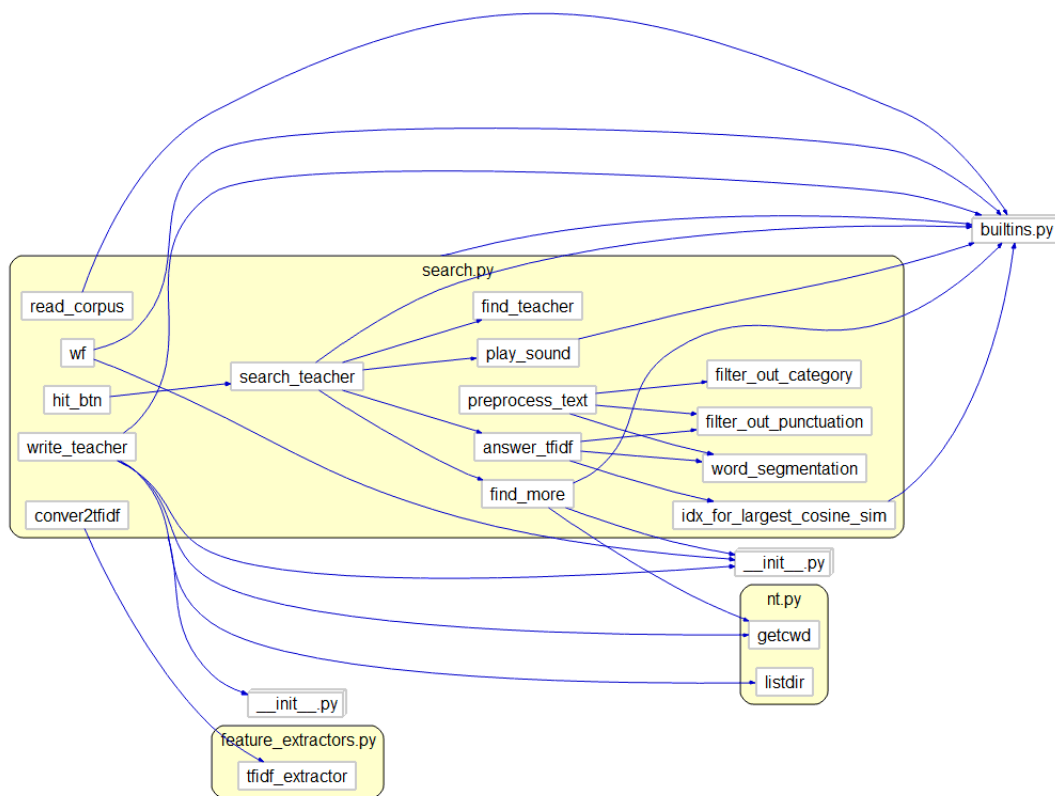 builtins.py
search.py
read_corpus
find_teacher
wf
play_sound
search_teacher
filter_out_category
hit_btn
preprocess_text
filter_out_punctuation
write_teacher
answer_tfidf
word_segmentation
find_more
conver2tfidf
idx_for_largest_cosine_sim
__init__.py
nt.py
getcwd
listdir
__init__.py
feature_extractors.py
tfidf_extractor